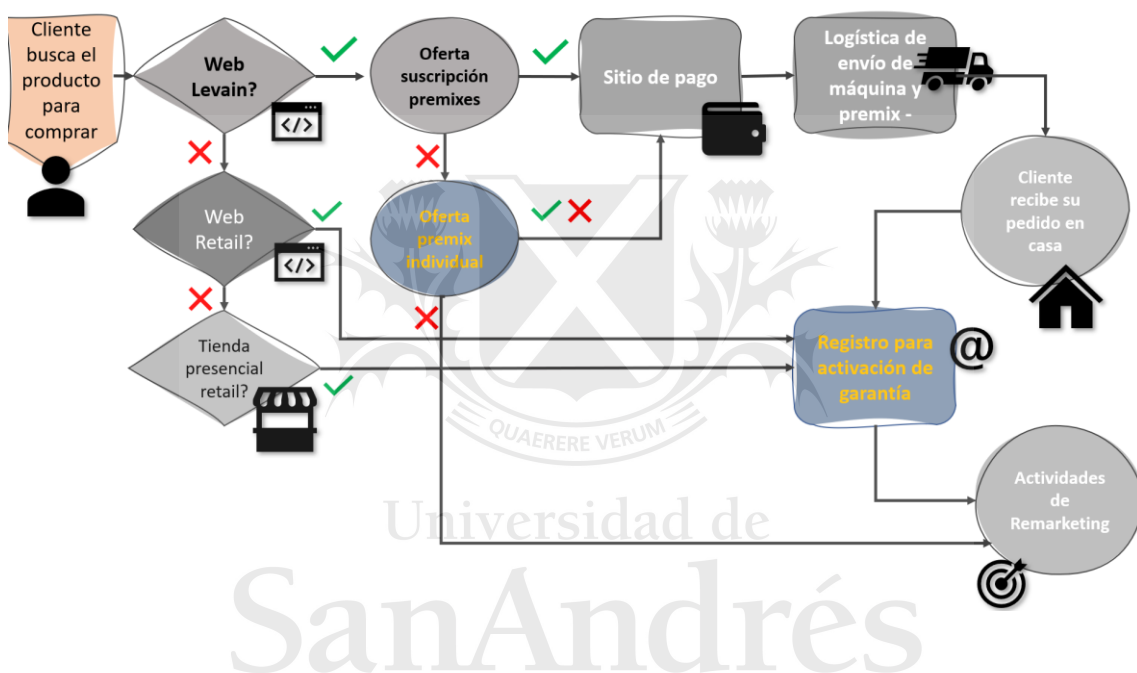 Cliente
busca el
producto
para
comprar
Web
Levain?
</>
Oferta
suscripción
premixes
Sitio de pago
Logística de
envío de
máquina y
premix -
Web
Retail?
</>
Oferta
premix
individual
Cliente
recibe su
pedido en
casa
Tienda
presencial
retail?
Registro para
activación de
garantía
@
QUAERERE VERUM
Actividades
de
Remarketing
Universidad de
SanAndrés